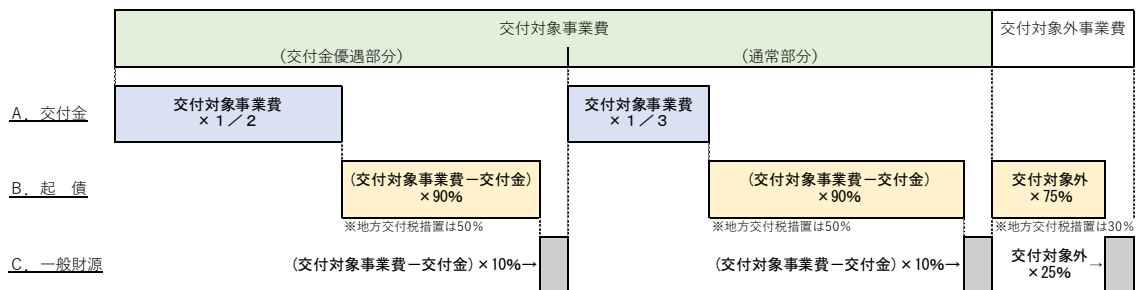 交付対象事業費
交付対象外事業費
(交付金優遇部分)
(通常部分)
A．交付金
交付対象事業費
×１／２
交付対象事業費
×１／３
B．起　債
(交付対象事業費－交付金)
×90%
(交付対象事業費－交付金)
×90%
交付対象外
×75%
※地方交付税措置は50%
※地方交付税措置は50%
※地方交付税措置は30%
C．一般財源
(交付対象事業費－交付金)×10%→
(交付対象事業費－交付金)×10%→
交付対象外
×25%
→